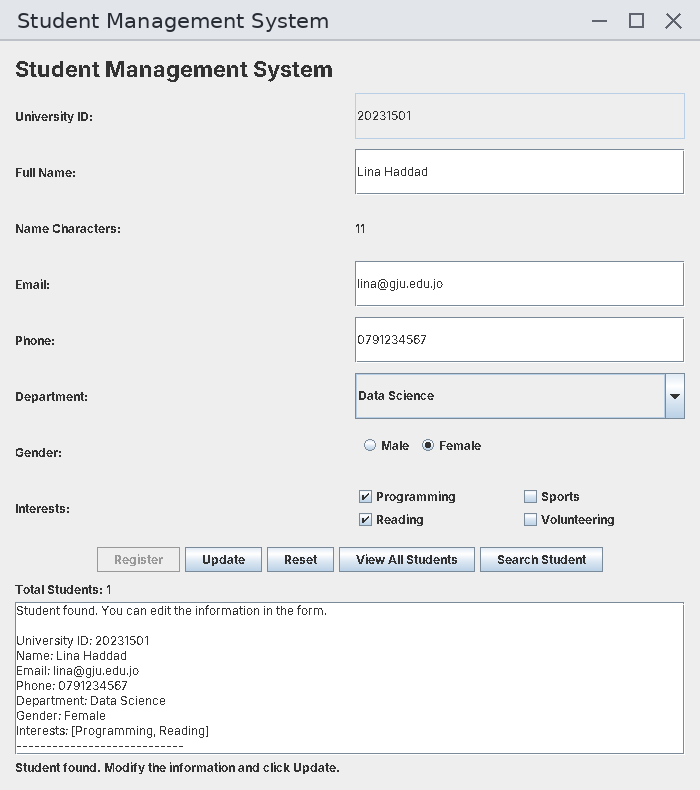 Student Management System
Student Management System
University ID: 20231501
Full Name: Lina Haddad
Name Characters: 11
Email: lina@gju.edu.jo
Phone: 0791234567
Department: Data Science
Gender: Male Female
Interests: Programming Sports
Reading Volunteering
Register Update Reset View All Students Search Student
Total Students: 1
Student found. You can edit the information in the form.
University ID: 20231501
Name: Lina Haddad
Email: lina@gju.edu.jo
Phone: 0791234567
Department: Data Science
Gender: Female
Interests: [Programming, Reading]
----------------------------
Student found. Modify the information and click Update.